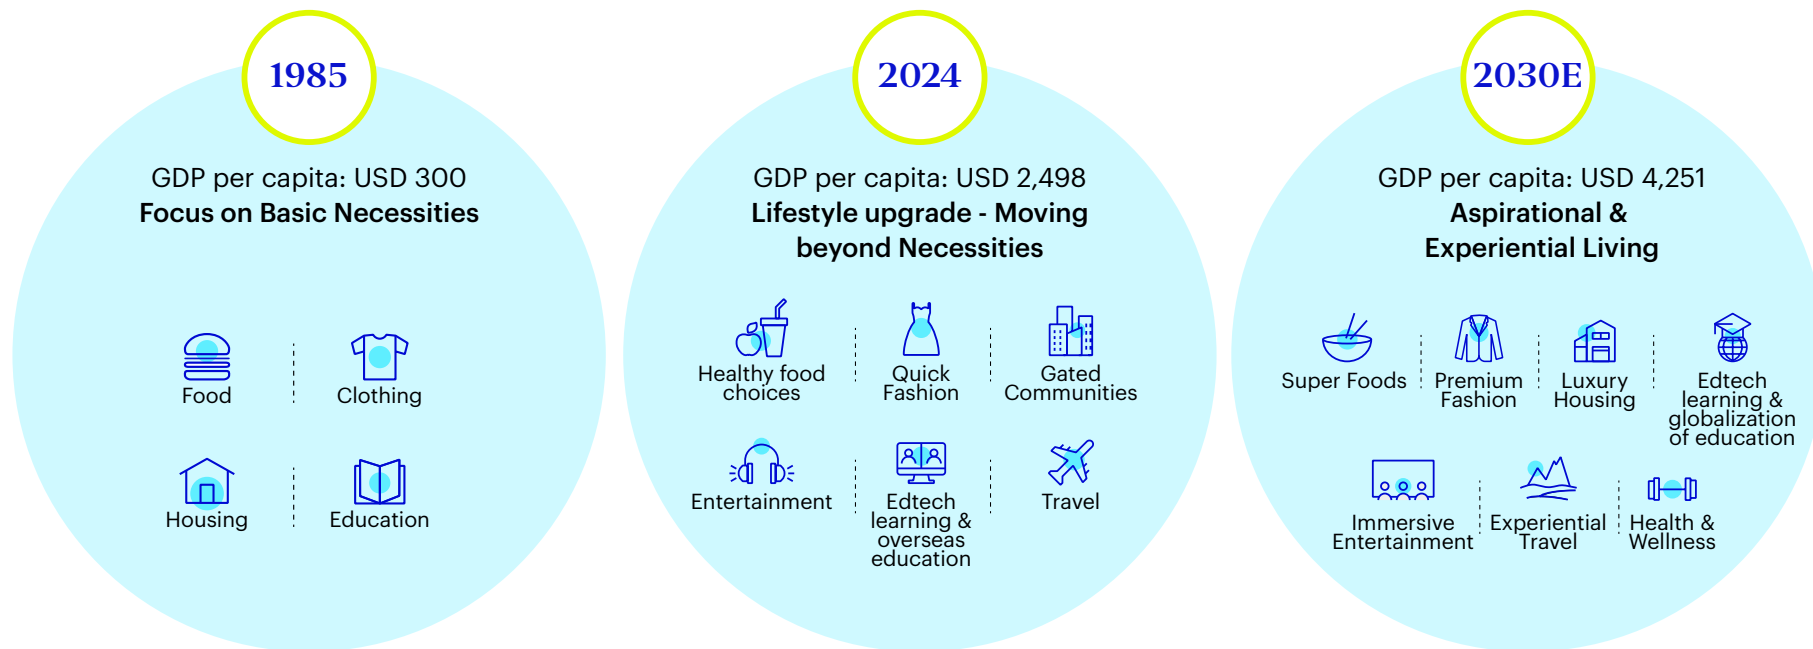 1985
GDP per capita: USD 300
Focus on Basic Necessities
Food
Clothing
Housing
Education
2024
GDP per capita: USD 2,498
Lifestyle upgrade - Moving
beyond Necessities
Healthy food
choices
Quick
Fashion
Gated
Communities
Entertainment
Edtech
learning &
overseas
education
Travel
2030E
GDP per capita: USD 4,251
Aspirational &
Experiential Living
Super Foods
Premium
Fashion
Luxury
Housing
Edtech
learning &
globalization
of education
Immersive
Entertainment
Experiential
Travel
Health &
Wellness